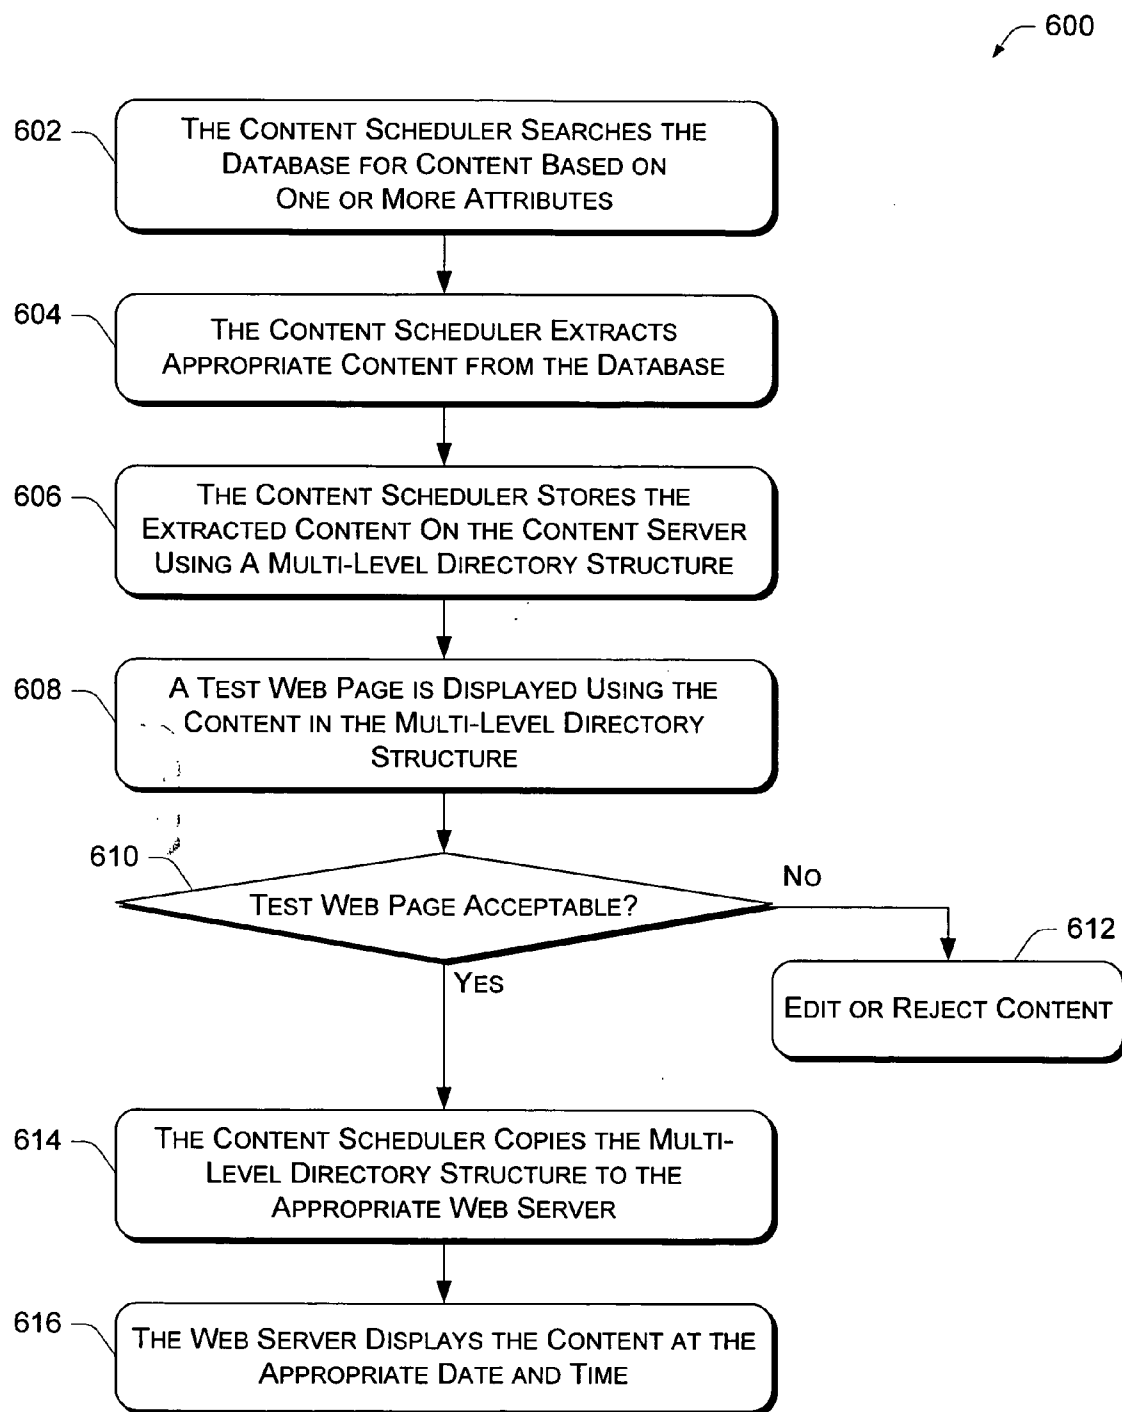 600
602
THE CONTENT SCHEDULER SEARCHES THE
DATABASE FOR CONTENT BASED ON
ONE OR MORE ATTRIBUTES
604
THE CONTENT SCHEDULER EXTRACTS
APPROPRIATE CONTENT FROM THE DATABASE
606
THE CONTENT SCHEDULER STORES THE
EXTRACTED CONTENT ON THE CONTENT SERVER
USING A MULTI-LEVEL DIRECTORY STRUCTURE
608
A TEST WEB PAGE IS DISPLAYED USING THE
CONTENT IN THE MULTI-LEVEL DIRECTORY
STRUCTURE
610
TEST WEB PAGE ACCEPTABLE?
NO
612
EDIT OR REJECT CONTENT
YES
614
THE CONTENT SCHEDULER COPIES THE MULTI-
LEVEL DIRECTORY STRUCTURE TO THE
APPROPRIATE WEB SERVER
616
THE WEB SERVER DISPLAYS THE CONTENT AT THE
APPROPRIATE DATE AND TIME